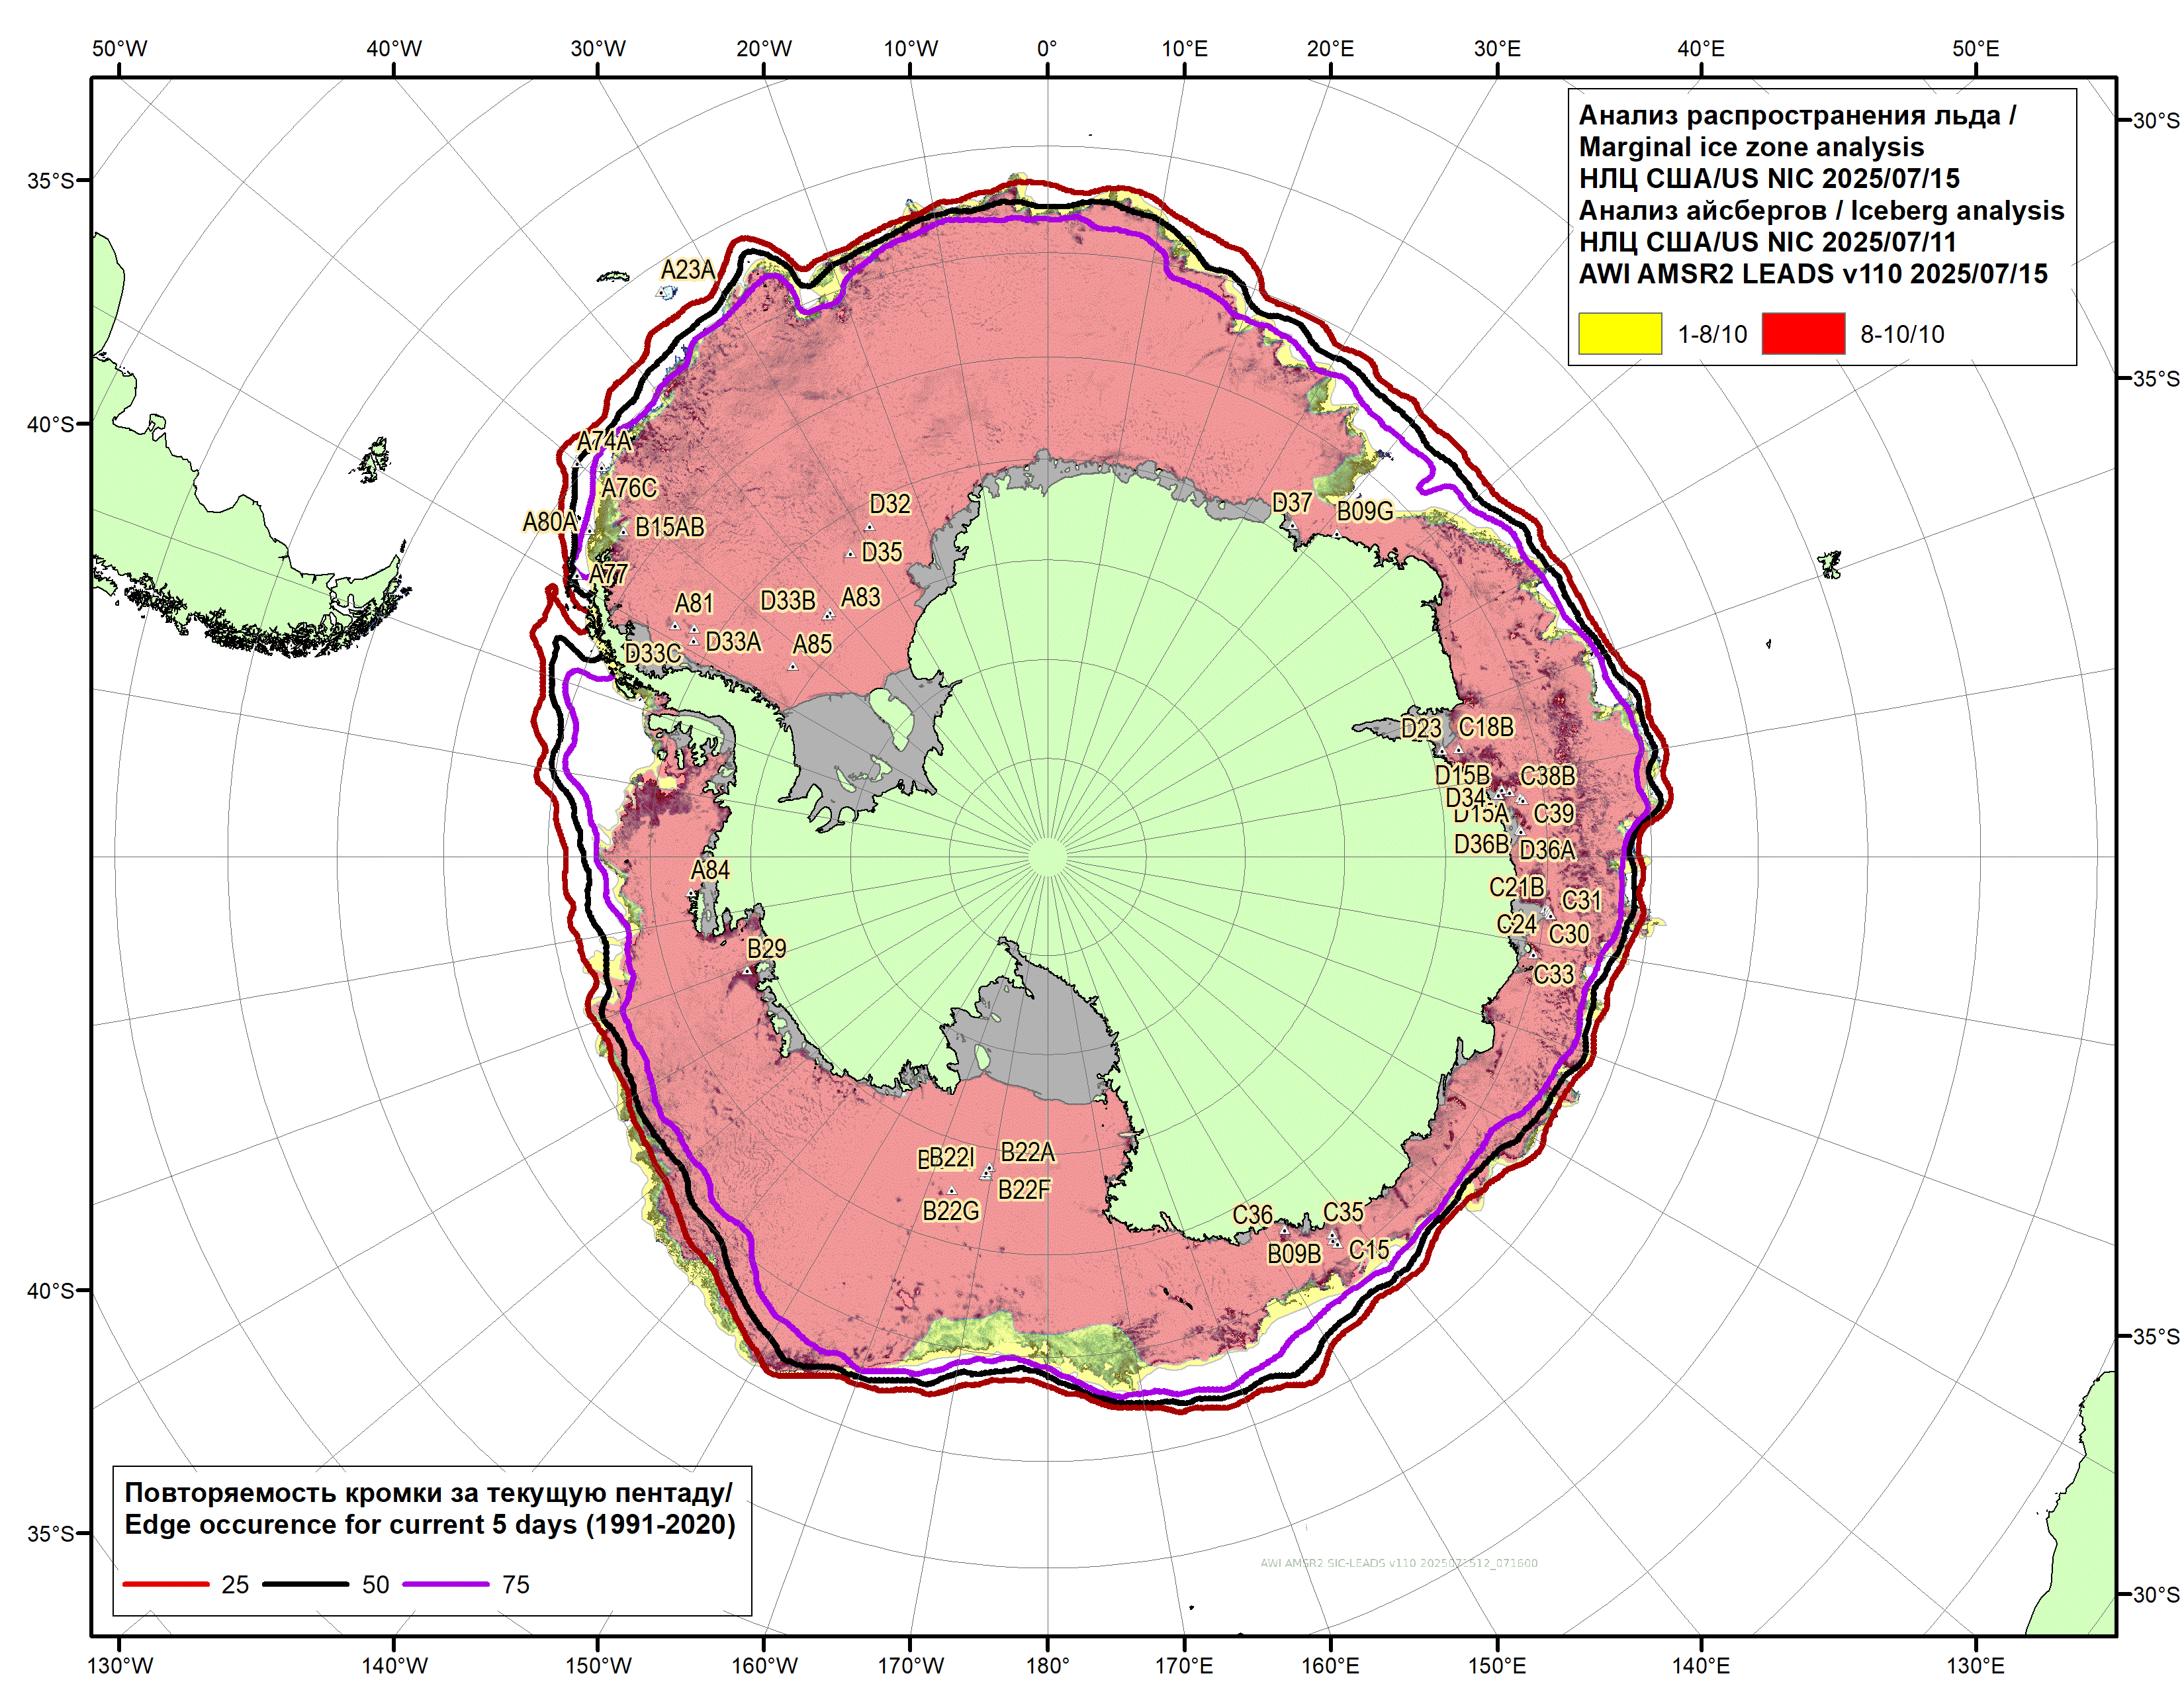 50°W 40°W 30°W 20°W 10°W 0° 10°E 20°E 30°E 40°E 50°E
Анализ распространения льда /
Marginal ice zone analysis
НЛЦ США/US NIC 2025/07/15
Анализ айсбергов / Iceberg analysis
НЛЦ США/US NIC 2025/07/11
AWI AMSR2 LEADS v110 2025/07/15
1-8/10 8-10/10
30°S
35°S
35°S
40°S
A23A
A74A
A76C
A80A
B15AB
A77
D32
D35
D37
B09G
A81
D33B
A83
D33A
A85
D33C
D23
C18B
D15B
C38B
D34
D15A
C39
D36B
D36A
A84
C21B
C31
C24
C30
B29
C33
B22I
B22A
B22F
B22G
C36
C35
B09B
C15
40°S
35°S
35°S
30°S
Повторяемость кромки за текущую пентаду/
Edge occurence for current 5 days (1991-2020)
25 50 75
AWI AMSR2 SIC-LEADS v110 2025071512_071600
130°W 140°W 150°W 160°W 170°W 180° 170°E 160°E 150°E 140°E 130°E